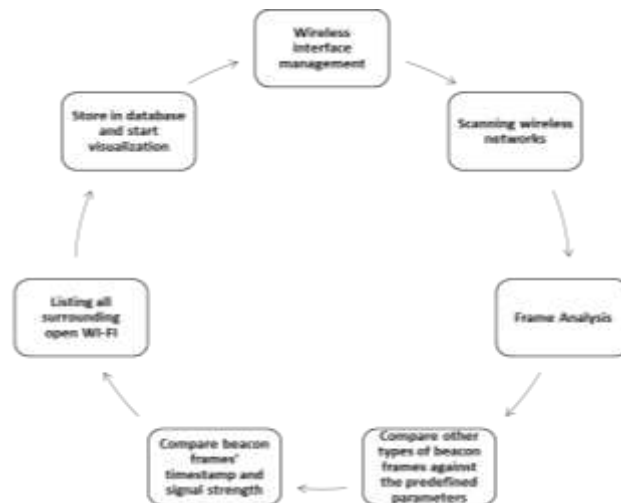 Wireless
interface
management
Scanning wireless
networks
Frame Analysis
Compare other
types of beacon
frames against
the predefined
parameters
Compare beacon
frames'
timestamp and
signal strength
Listing all
surrounding
open WI-FI
Store in database
and start
visualization